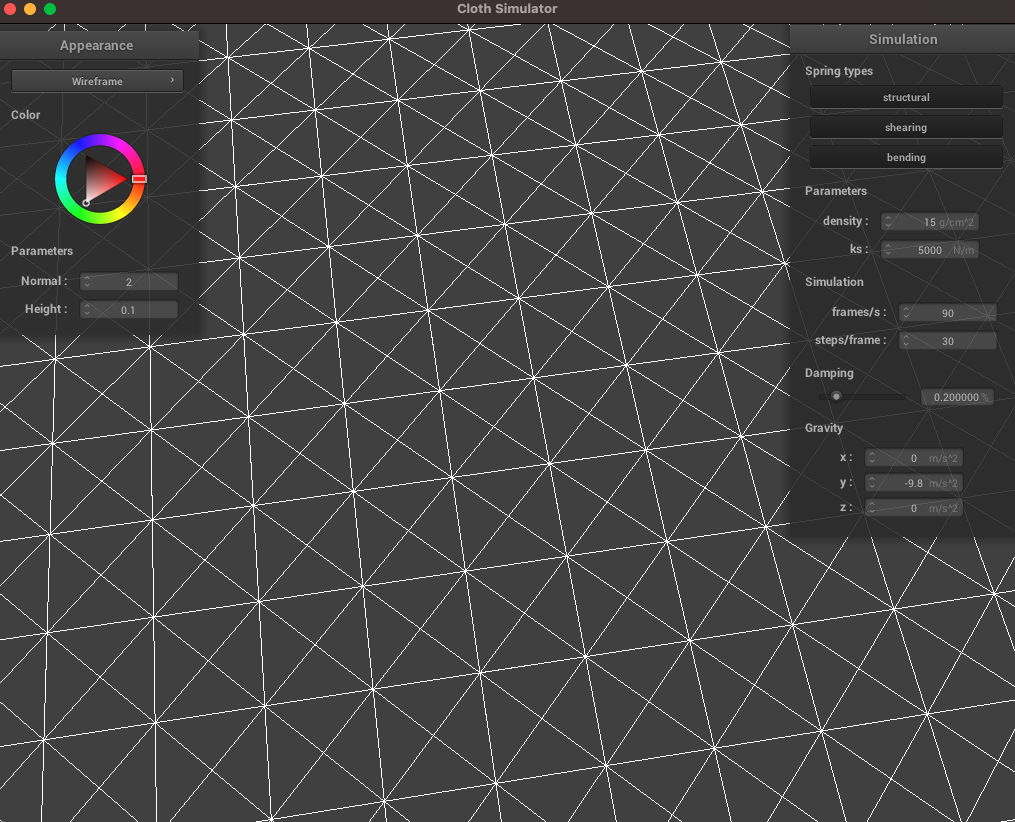 Cloth Simulator
Appearance
Wireframe
Color
Parameters
Normal : 2
Height : 0.1
Simulation
Spring types
structural
shearing
bending
Parameters
density : 15 g/cm^2
ks : 5000 N/m
Simulation
frames/s : 90
steps/frame : 30
Damping
0.200000 %
Gravity
x : 0 m/s^2
y : -9.8 m/s^2
z : 0 m/s^2